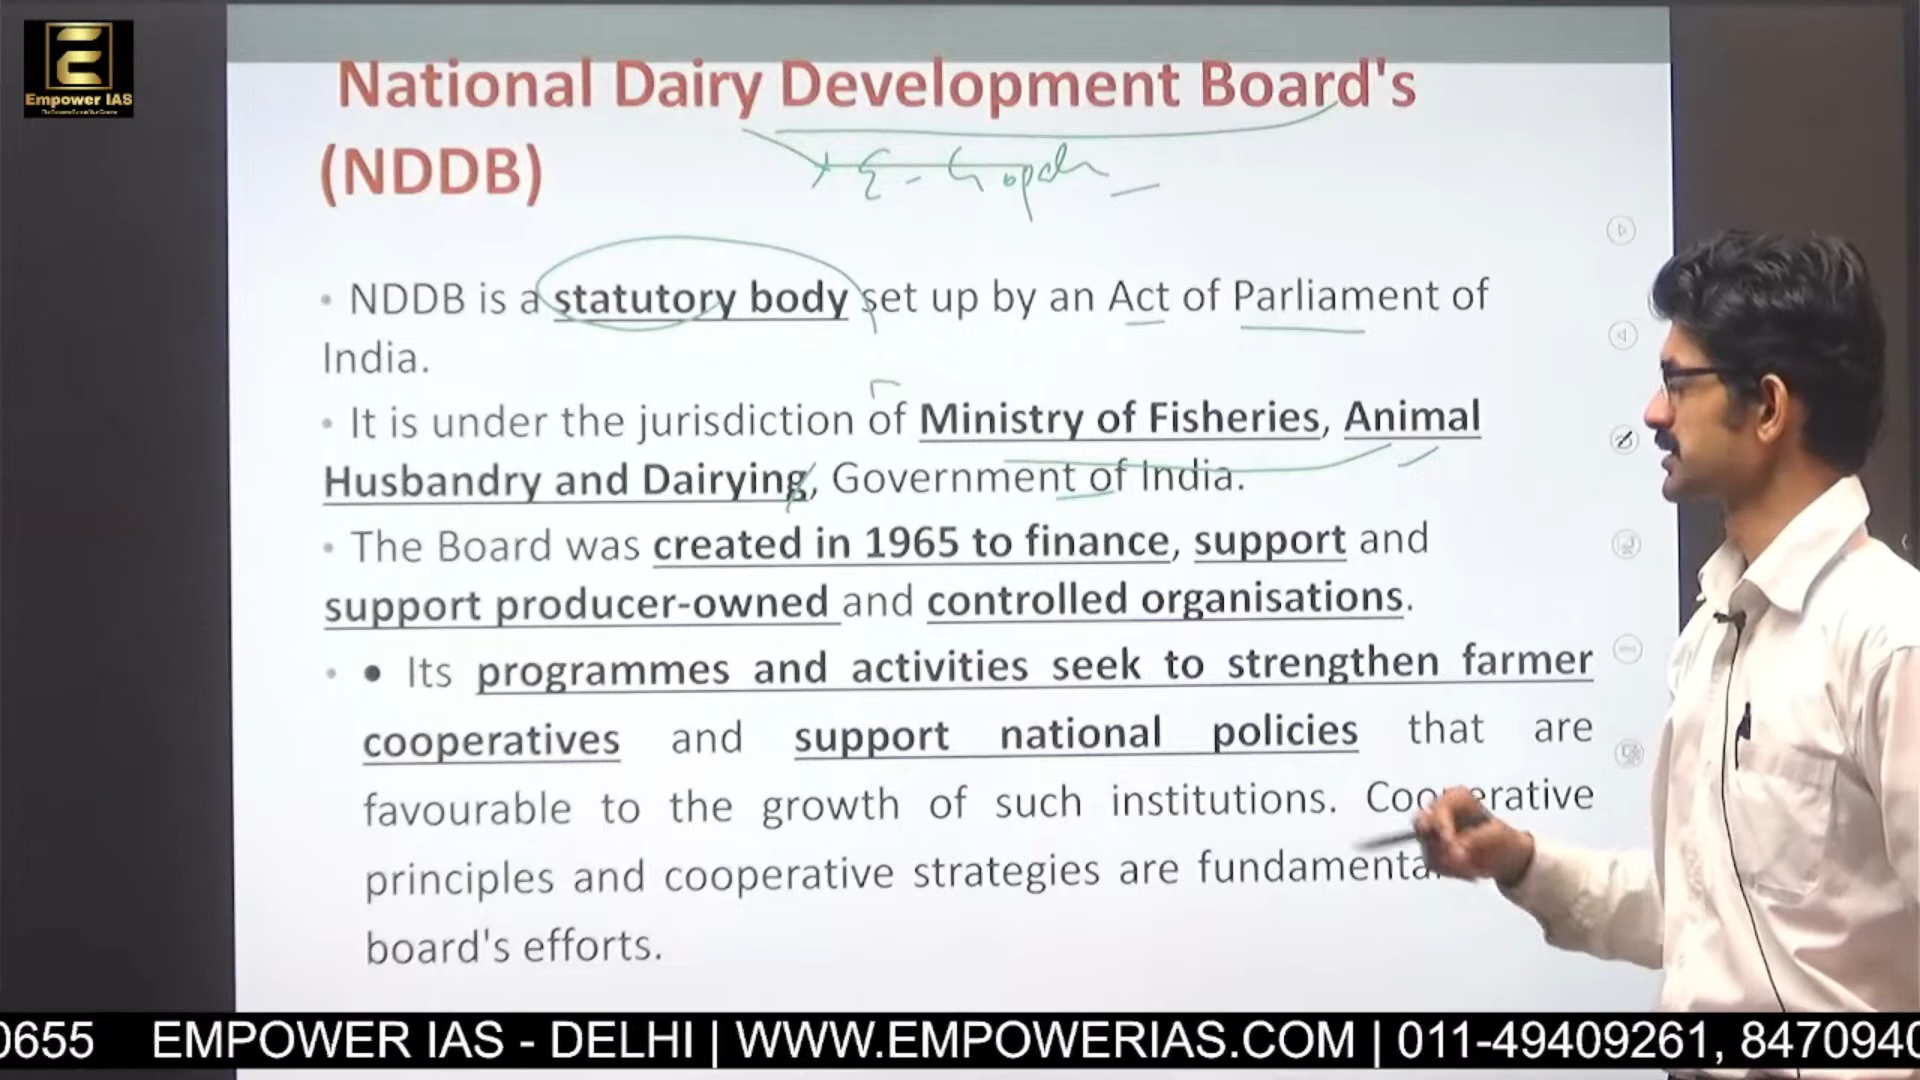 Empower IAS
National Dairy Development Board's
(NDDB)
E-Gopala
• NDDB is a statutory body set up by an Act of Parliament of
India.
• It is under the jurisdiction of Ministry of Fisheries, Animal
Husbandry and Dairying, Government of India.
• The Board was created in 1965 to finance, support and
support producer-owned and controlled organisations.
• • Its programmes and activities seek to strengthen farmer
cooperatives and support national policies that are
favourable to the growth of such institutions.
principles and cooperative strategies are
board's efforts.
0655 EMPOWER IAS - DELHI | WWW.EMPOWERIAS.COM | 011-49409261, 8470940